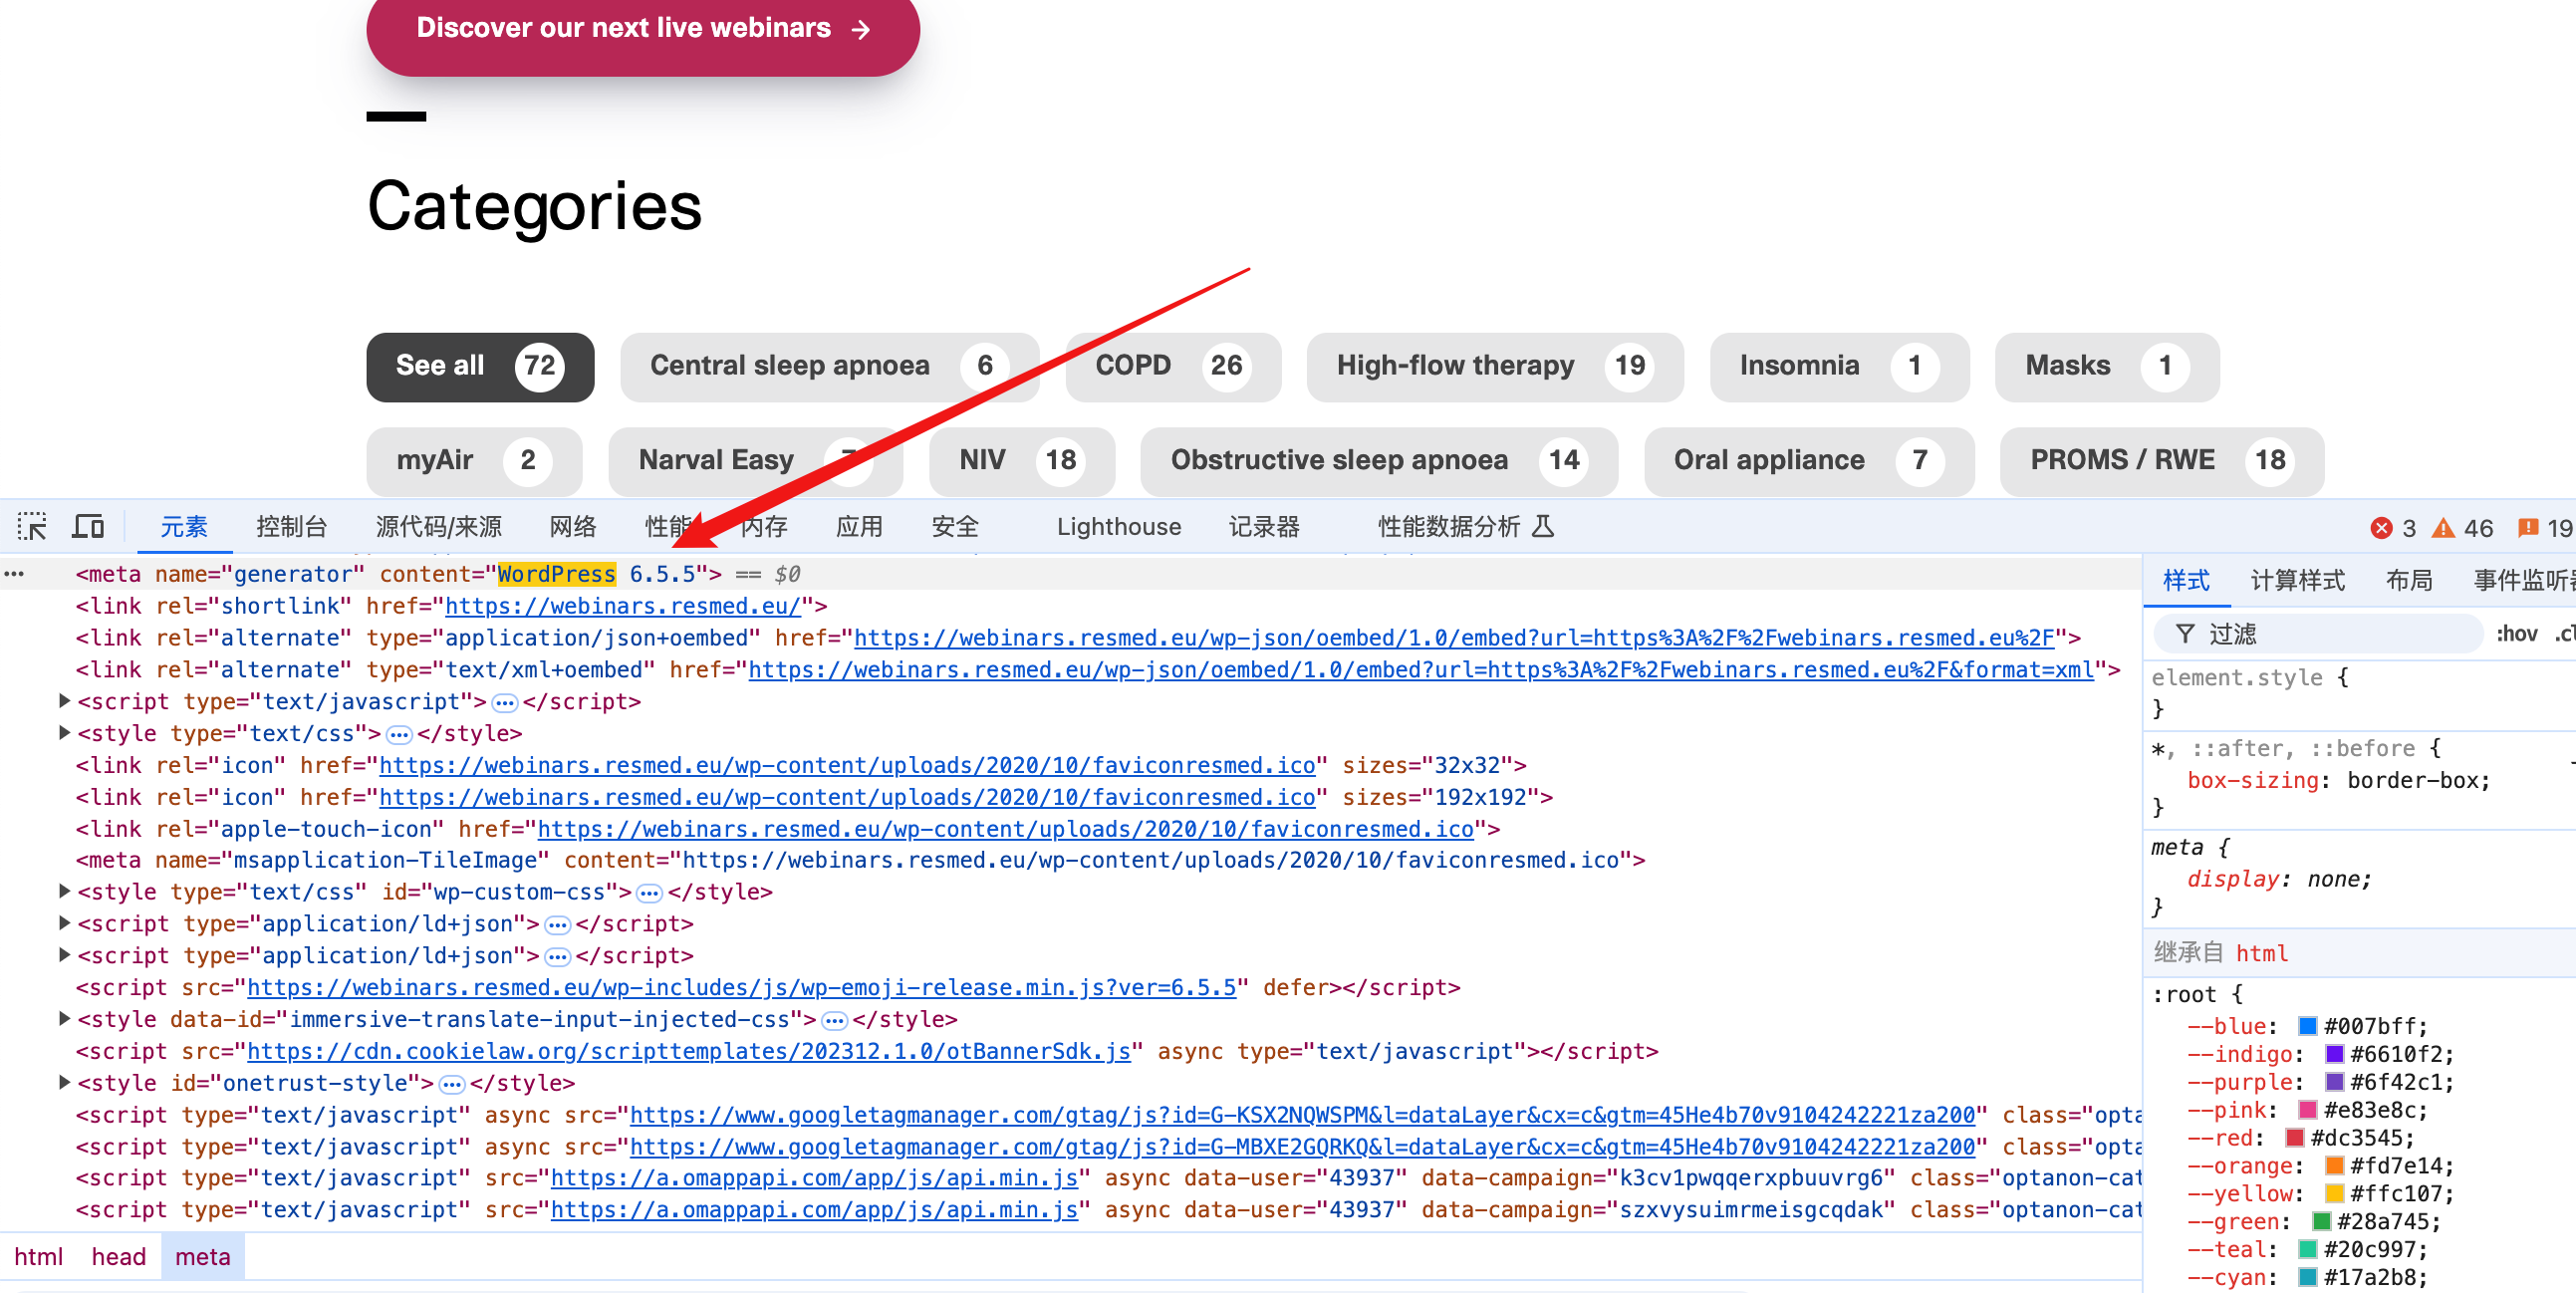 Discover our next live webinars →
Categories
See all 72 Central sleep apnoea 6 COPD 26 High-flow therapy 19 Insomnia 1 Masks 1
myAir 2 Narval Easy NIV 18 Obstructive sleep apnoea 14 Oral appliance 7 PROMS / RWE 18
元素 控制台 源代码/来源 网络 性能 内存 应用 安全 Lighthouse 记录器 性能数据分析 3 46 19
<meta name="generator" content="WordPress 6.5.5"> == $0
<link rel="shortlink" href="https://webinars.resmed.eu/">
<link rel="alternate" type="application/json+oembed" href="https://webinars.resmed.eu/wp-json/oembed/1.0/embed?url=https%3A%2F%2Fwebinars.resmed.eu%2F">
<link rel="alternate" type="text/xml+oembed" href="https://webinars.resmed.eu/wp-json/oembed/1.0/embed?url=https%3A%2F%2Fwebinars.resmed.eu%2F&format=xml">
<script type="text/javascript">…</script>
<style type="text/css">…</style>
<link rel="icon" href="https://webinars.resmed.eu/wp-content/uploads/2020/10/faviconresmed.ico" sizes="32x32">
<link rel="icon" href="https://webinars.resmed.eu/wp-content/uploads/2020/10/faviconresmed.ico" sizes="192x192">
<link rel="apple-touch-icon" href="https://webinars.resmed.eu/wp-content/uploads/2020/10/faviconresmed.ico">
<meta name="msapplication-TileImage" content="https://webinars.resmed.eu/wp-content/uploads/2020/10/faviconresmed.ico">
<style type="text/css" id="wp-custom-css">…</style>
<script type="application/ld+json">…</script>
<script type="application/ld+json">…</script>
<script src="https://webinars.resmed.eu/wp-includes/js/wp-emoji-release.min.js?ver=6.5.5" defer></script>
<style data-id="immersive-translate-input-injected-css">…</style>
<script src="https://cdn.cookielaw.org/scripttemplates/202312.1.0/otBannerSdk.js" async type="text/javascript"></script>
<style id="onetrust-style">…</style>
<script type="text/javascript" async src="https://www.googletagmanager.com/gtag/js?id=G-KSX2NQWSPM&l=dataLayer&cx=c&gtm=45He4b70v9104242221za200" class="opta
<script type="text/javascript" async src="https://www.googletagmanager.com/gtag/js?id=G-MBXE2GQRKQ&l=dataLayer&cx=c&gtm=45He4b70v9104242221za200" class="opta
<script type="text/javascript" src="https://a.omappapi.com/app/js/api.min.js" async data-user="43937" data-campaign="k3cv1pwqqerxpbuuvrg6" class="optanon-cat
<script type="text/javascript" src="https://a.omappapi.com/app/js/api.min.js" async data-user="43937" data-campaign="szxvysuimrmeisgcqdak" class="optanon-cat
html head meta
样式 计算样式 布局 事件监听器
过滤 :hov .cl
element.style {
}
*, ::after, ::before {
box-sizing: border-box;
}
meta {
display: none;
}
继承自 html
:root {
--blue: #007bff;
--indigo: #6610f2;
--purple: #6f42c1;
--pink: #e83e8c;
--red: #dc3545;
--orange: #fd7e14;
--yellow: #ffc107;
--green: #28a745;
--teal: #20c997;
--cyan: #17a2b8;